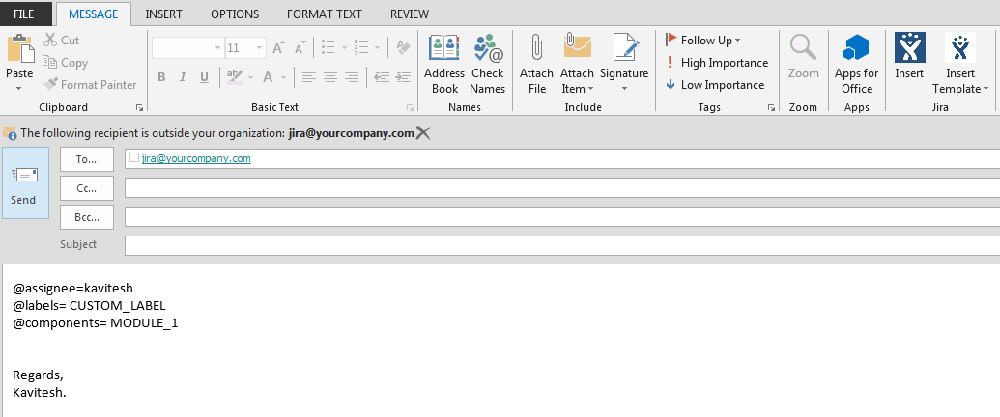 FILE MESSAGE INSERT OPTIONS FORMAT TEXT REVIEW
Paste
Cut
Copy
Format Painter
Clipboard
11 A A
B I U ab A
Basic Text
Address Book
Check Names
Names
Attach File
Attach Item
Signature
Include
Follow Up
High Importance
Low Importance
Tags
Zoom
Zoom
Apps for Office
Apps
Insert
Insert Template
Jira
The following recipient is outside your organization: jira@yourcompany.com
Send
To... jira@yourcompany.com
Cc...
Bcc...
Subject
@assignee=kavitesh
@labels= CUSTOM_LABEL
@components= MODULE_1
Regards,
Kavitesh.